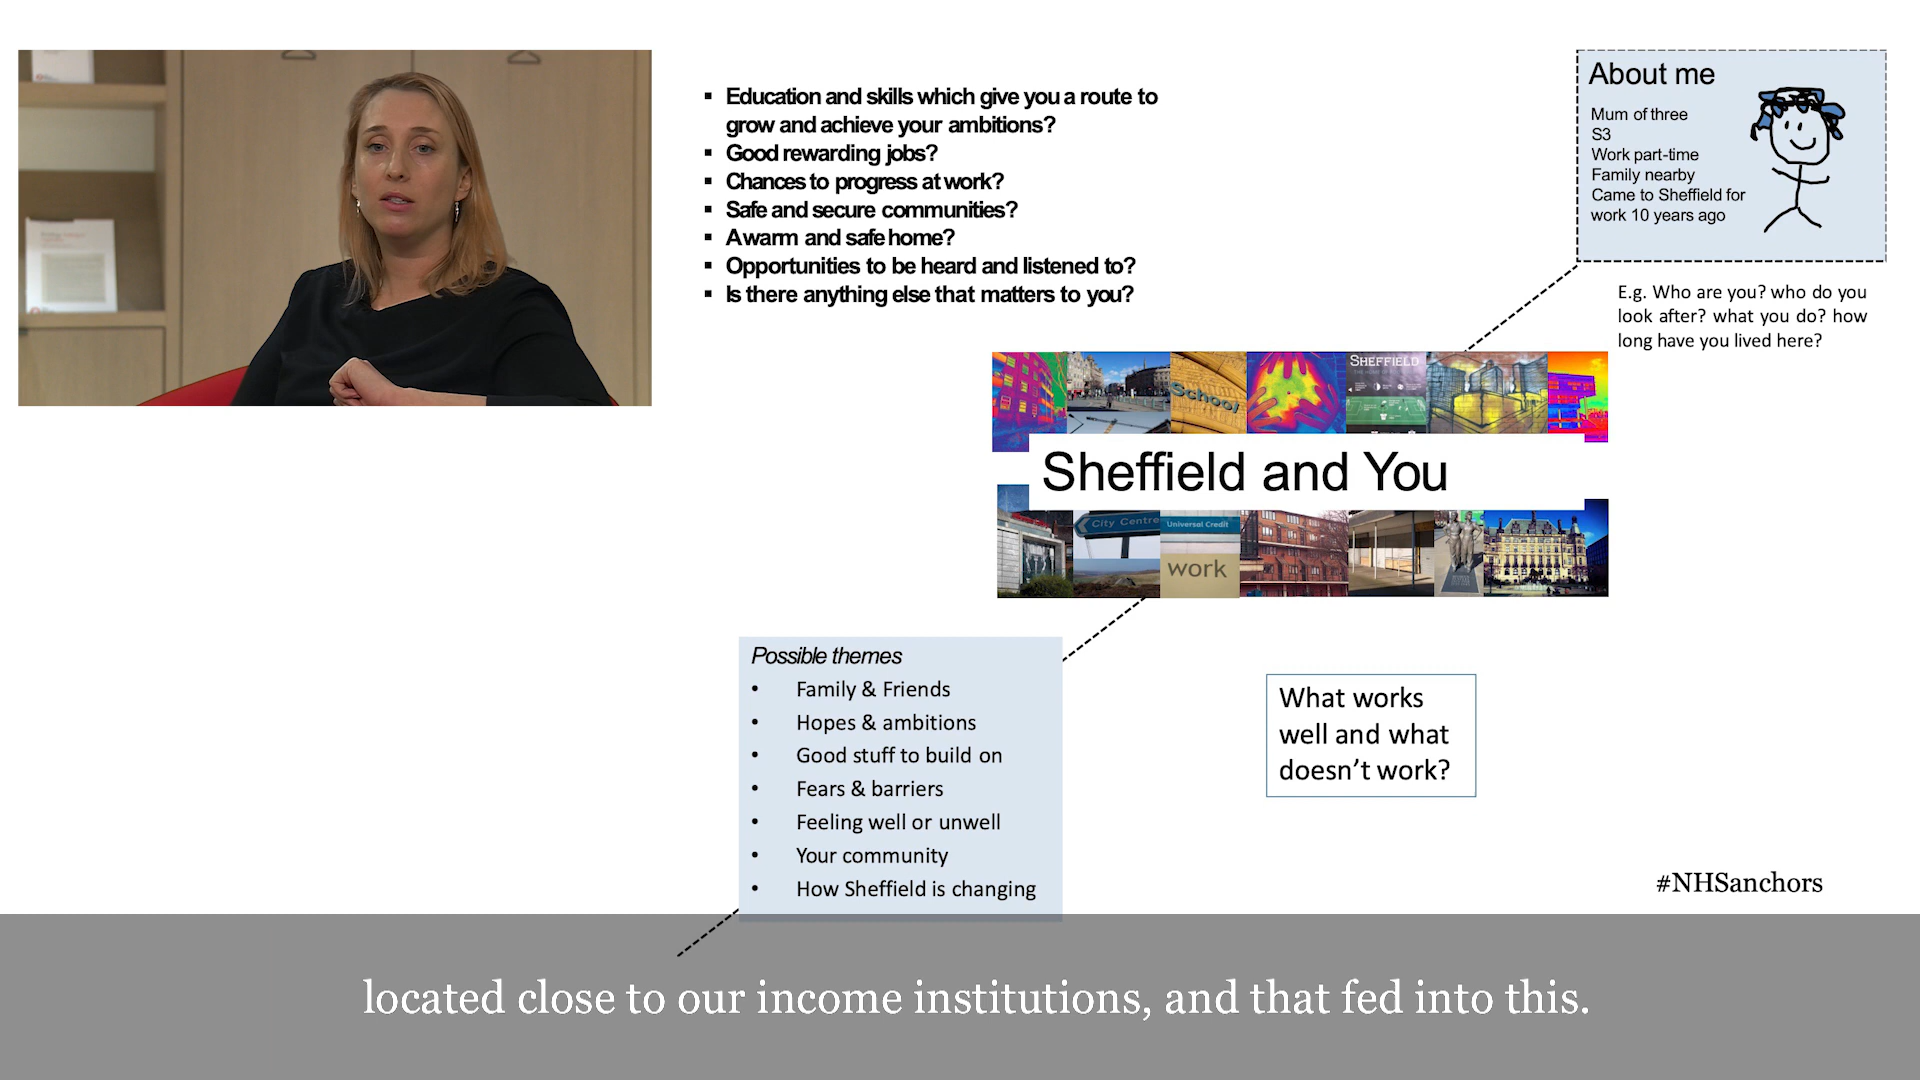 ▪ Education and skills which give you a route to
grow and achieve your ambitions?
▪ Good rewarding jobs?
▪ Chances to progress at work?
▪ Safe and secure communities?
▪ A warm and safe home?
▪ Opportunities to be heard and listened to?
▪ Is there anything else that matters to you?
About me
Mum of three
S3
Work part-time
Family nearby
Came to Sheffield for
work 10 years ago
E.g. Who are you? who do you
look after? what you do? how
long have you lived here?
School
SHEFFIELD
Sheffield and You
City Centre
Universal Credit
work
Possible themes
• Family & Friends
• Hopes & ambitions
• Good stuff to build on
• Fears & barriers
• Feeling well or unwell
• Your community
• How Sheffield is changing
What works
well and what
doesn't work?
#NHSanchors
located close to our income institutions, and that fed into this.